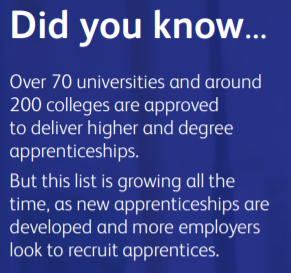 Did you know...
Over 70 universities and around
200 colleges are approved
to deliver higher and degree
apprenticeships.
But this list is growing all the
time, as new apprenticeships are
developed and more employers
look to recruit apprentices.